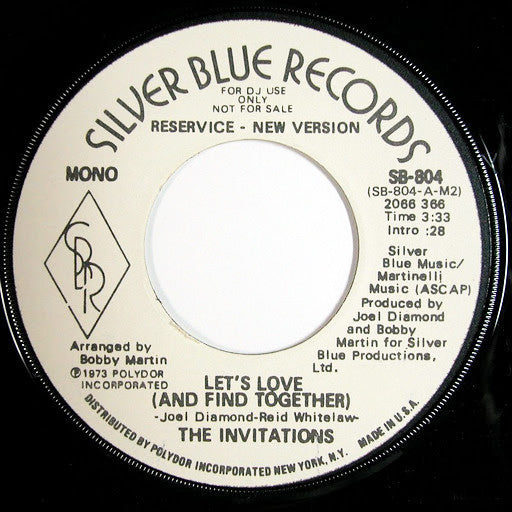 SILVER BLUE RECORDS
FOR DJ USE
ONLY
NOT FOR SALE
RESERVICE - NEW VERSION
MONO
SB-804
(SB-804-A-M2)
2066 366
Time 3:33
Intro :28
SBR
Silver
Blue Music/
Martinelli
Music (ASCAP)
Produced by
Joel Diamond
and Bobby
Martin for Silver
Blue Productions,
Ltd.
Arranged by
Bobby Martin
Ⓟ1973 POLYDOR
INCORPORATED
LET'S LOVE
(AND FIND TOGETHER)
-Joel Diamond-Reid Whitelaw-
THE INVITATIONS
DISTRIBUTED BY POLYDOR INCORPORATED NEW YORK, N.Y. MADE IN U.S.A.